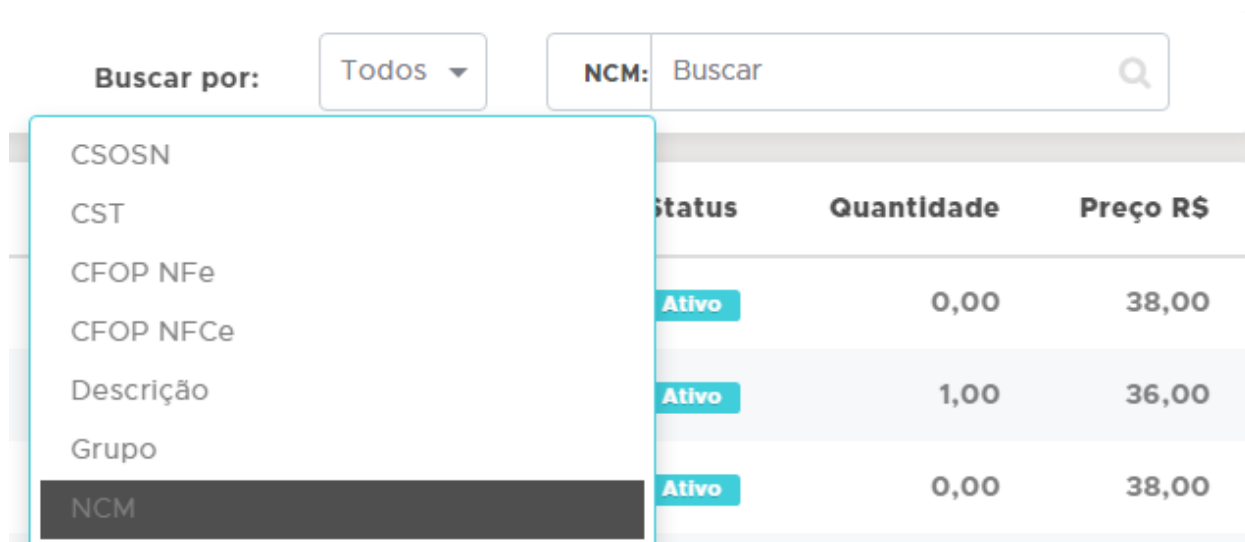 Buscar por: Todos NCM: Buscar
CSOSN
CST
CFOP NFe
CFOP NFCe
Descrição
Grupo
NCM
Status Quantidade Preço R$
Ativo 0,00 38,00
Ativo 1,00 36,00
Ativo 0,00 38,00